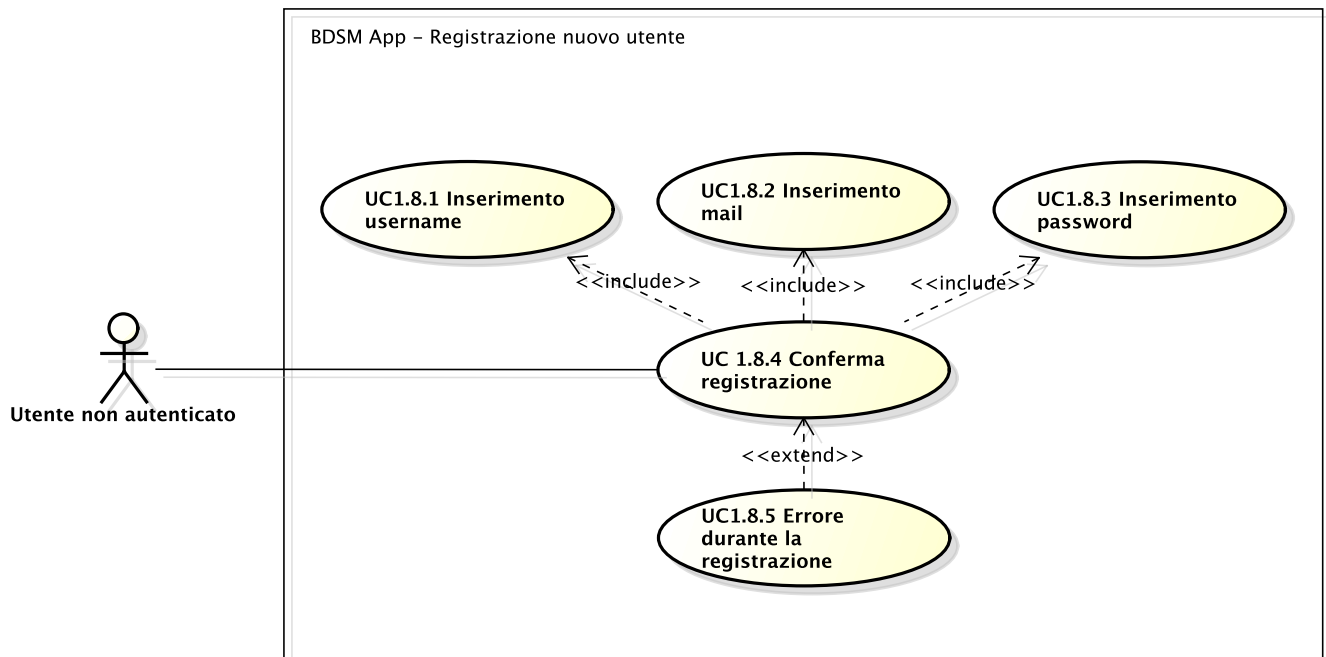 BDSM App - Registrazione nuovo utente
UC1.8.1 Inserimento
username
UC1.8.2 Inserimento
mail
UC1.8.3 Inserimento
password
<<include>>
<<include>>
<<include>>
UC 1.8.4 Conferma
registrazione
Utente non autenticato
<<extend>>
UC1.8.5 Errore
durante la
registrazione